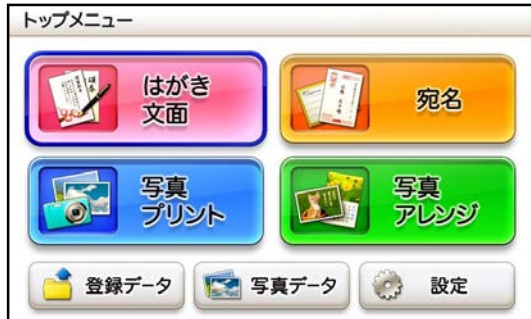 トップメニュー
はがき
文面
宛名
写真
プリント
写真
アレンジ
登録データ
写真データ
設定